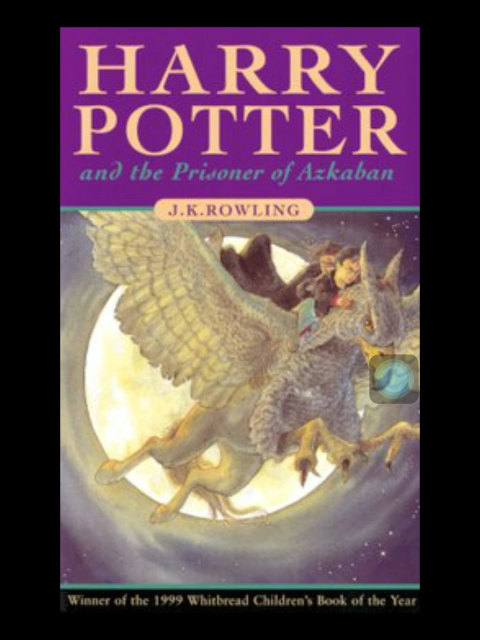 HARRY
POTTER
and the Prisoner of Azkaban
J.K.ROWLING
Winner of the 1999 Whitbread Children's Book of the Year